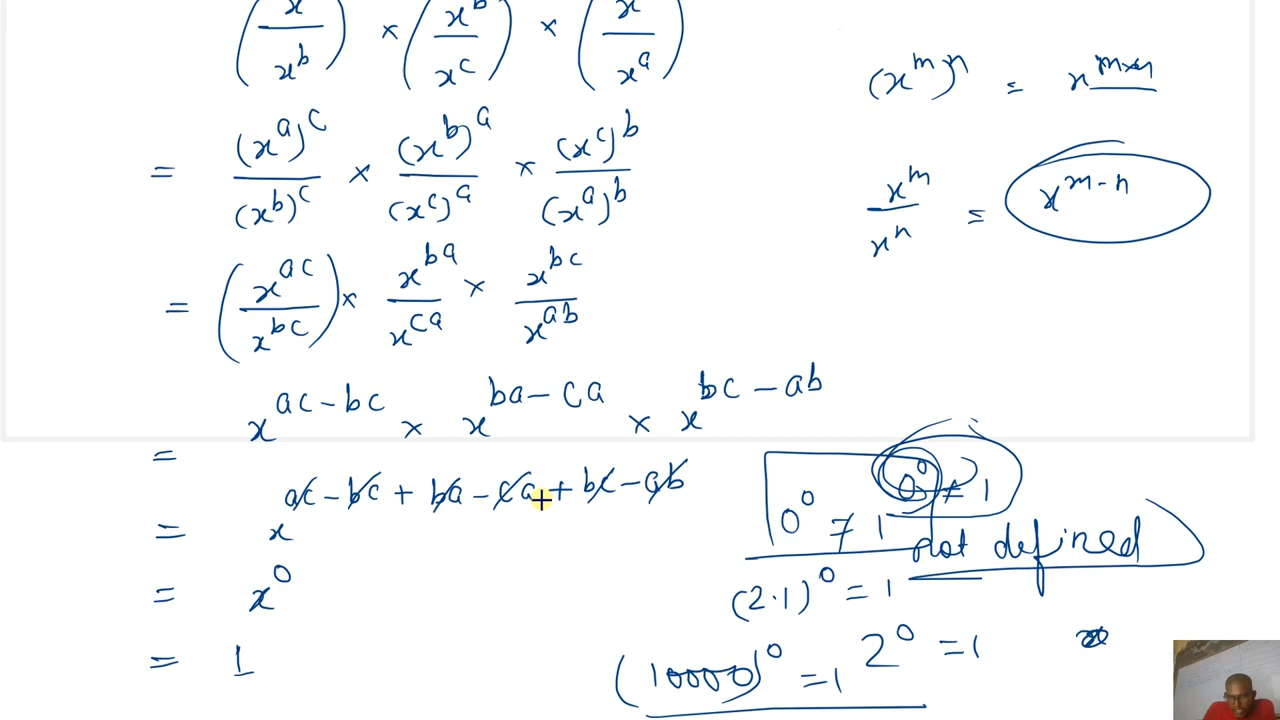 (x / x^b) × (x^b / x^c) × (x / x^a)
= (x^a)^c / (x^b)^c × (x^b)^a / (x^c)^a × (x^c)^b / (x^a)^b
= (x^ac / x^bc) × x^ba / x^ca × x^bc / x^ab
= x^ac-bc × x^ba-ca × x^bc-ab
= x^ac-bc+ba-ca+bc-ab
= x^0
= 1
(x^m)^n = x^m×n
x^m / x^n = x^m-n
0^0 ≠ 1
0^0 ≠ 1
not defined
(2.1)^0 = 1
2^0 = 1
(10000)^0 = 1